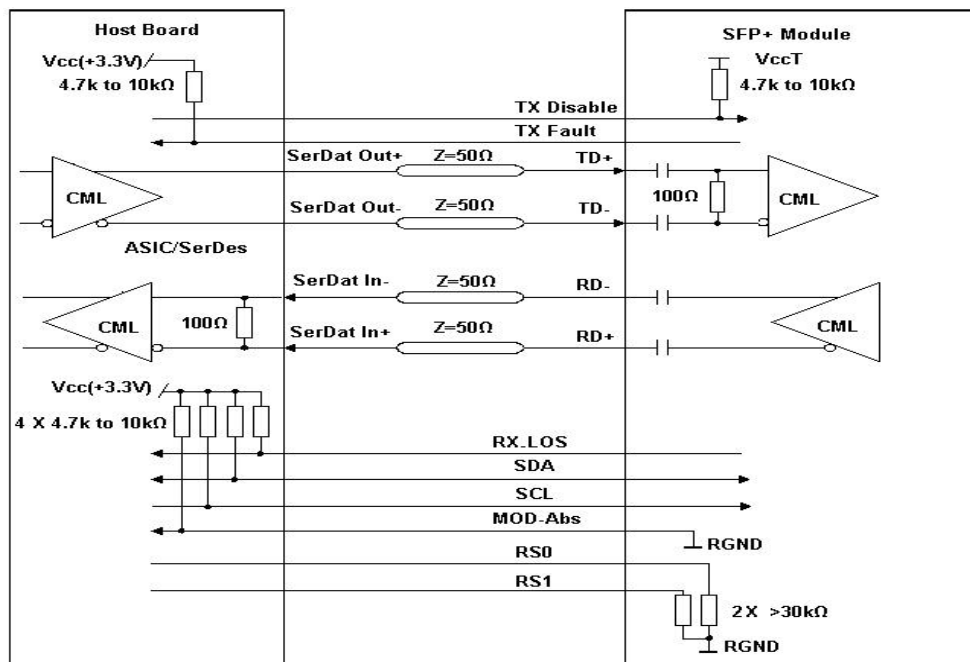 Host Board
SFP+ Module
Vcc(+3.3V)
4.7k to 10kΩ
VccT
4.7k to 10kΩ
TX Disable
TX Fault
SerDat Out+
Z=50Ω
TD+
CML
100Ω
CML
SerDat Out-
Z=50Ω
TD-
ASIC/SerDes
SerDat In-
Z=50Ω
RD-
CML
100Ω
SerDat In+
Z=50Ω
RD+
CML
Vcc(+3.3V)
4 X 4.7k to 10kΩ
RX-LOS
SDA
SCL
MOD-Abs
RGND
RS0
RS1
2X >30kΩ
RGND